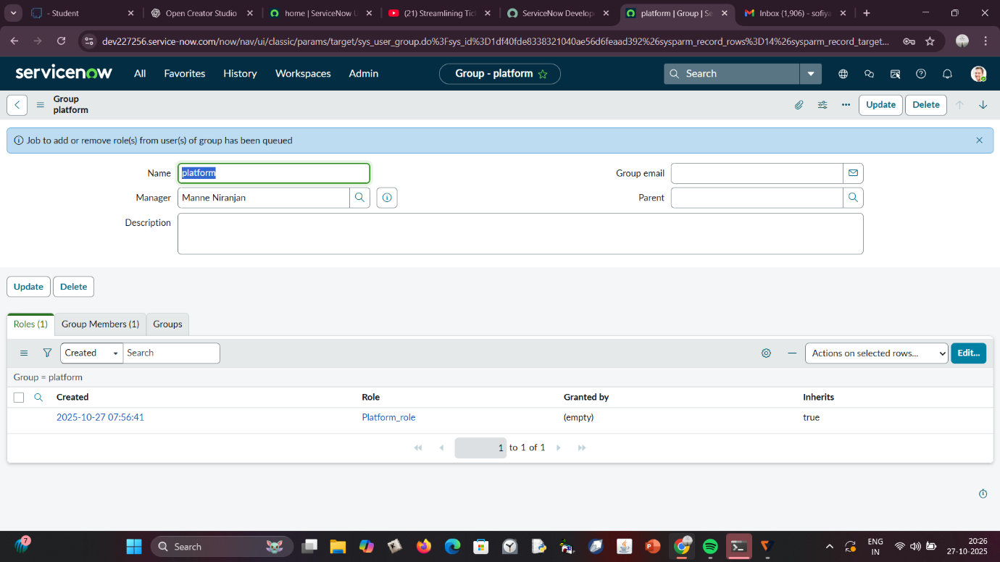 - Student
Open Creator Studio
home | ServiceNow U
(21) Streamlining Tic
ServiceNow Develop
platform | Group | Se
Inbox (1,906) - sofiya
dev227256.service-now.com/now/nav/ui/classic/params/target/sys_user_group.do%3Fsys_id%3D1df40fde8338321040ae56d6feaad392%26sysparm_record_rows%3D14%26sysparm_record_target...
servicenow
All
Favorites
History
Workspaces
Admin
Group - platform
Search
Group
platform
Update
Delete
Job to add or remove role(s) from user(s) of group has been queued
Name
platform
Group email
Manager
Manne Niranjan
Parent
Description
Update
Delete
Roles (1)
Group Members (1)
Groups
Created
Search
Actions on selected rows...
Edit...
Group = platform
Created
Role
Granted by
Inherits
2025-10-27 07:56:41
Platform_role
(empty)
true
1 to 1 of 1
7
Search
ENG
IN
20:26
27-10-2025